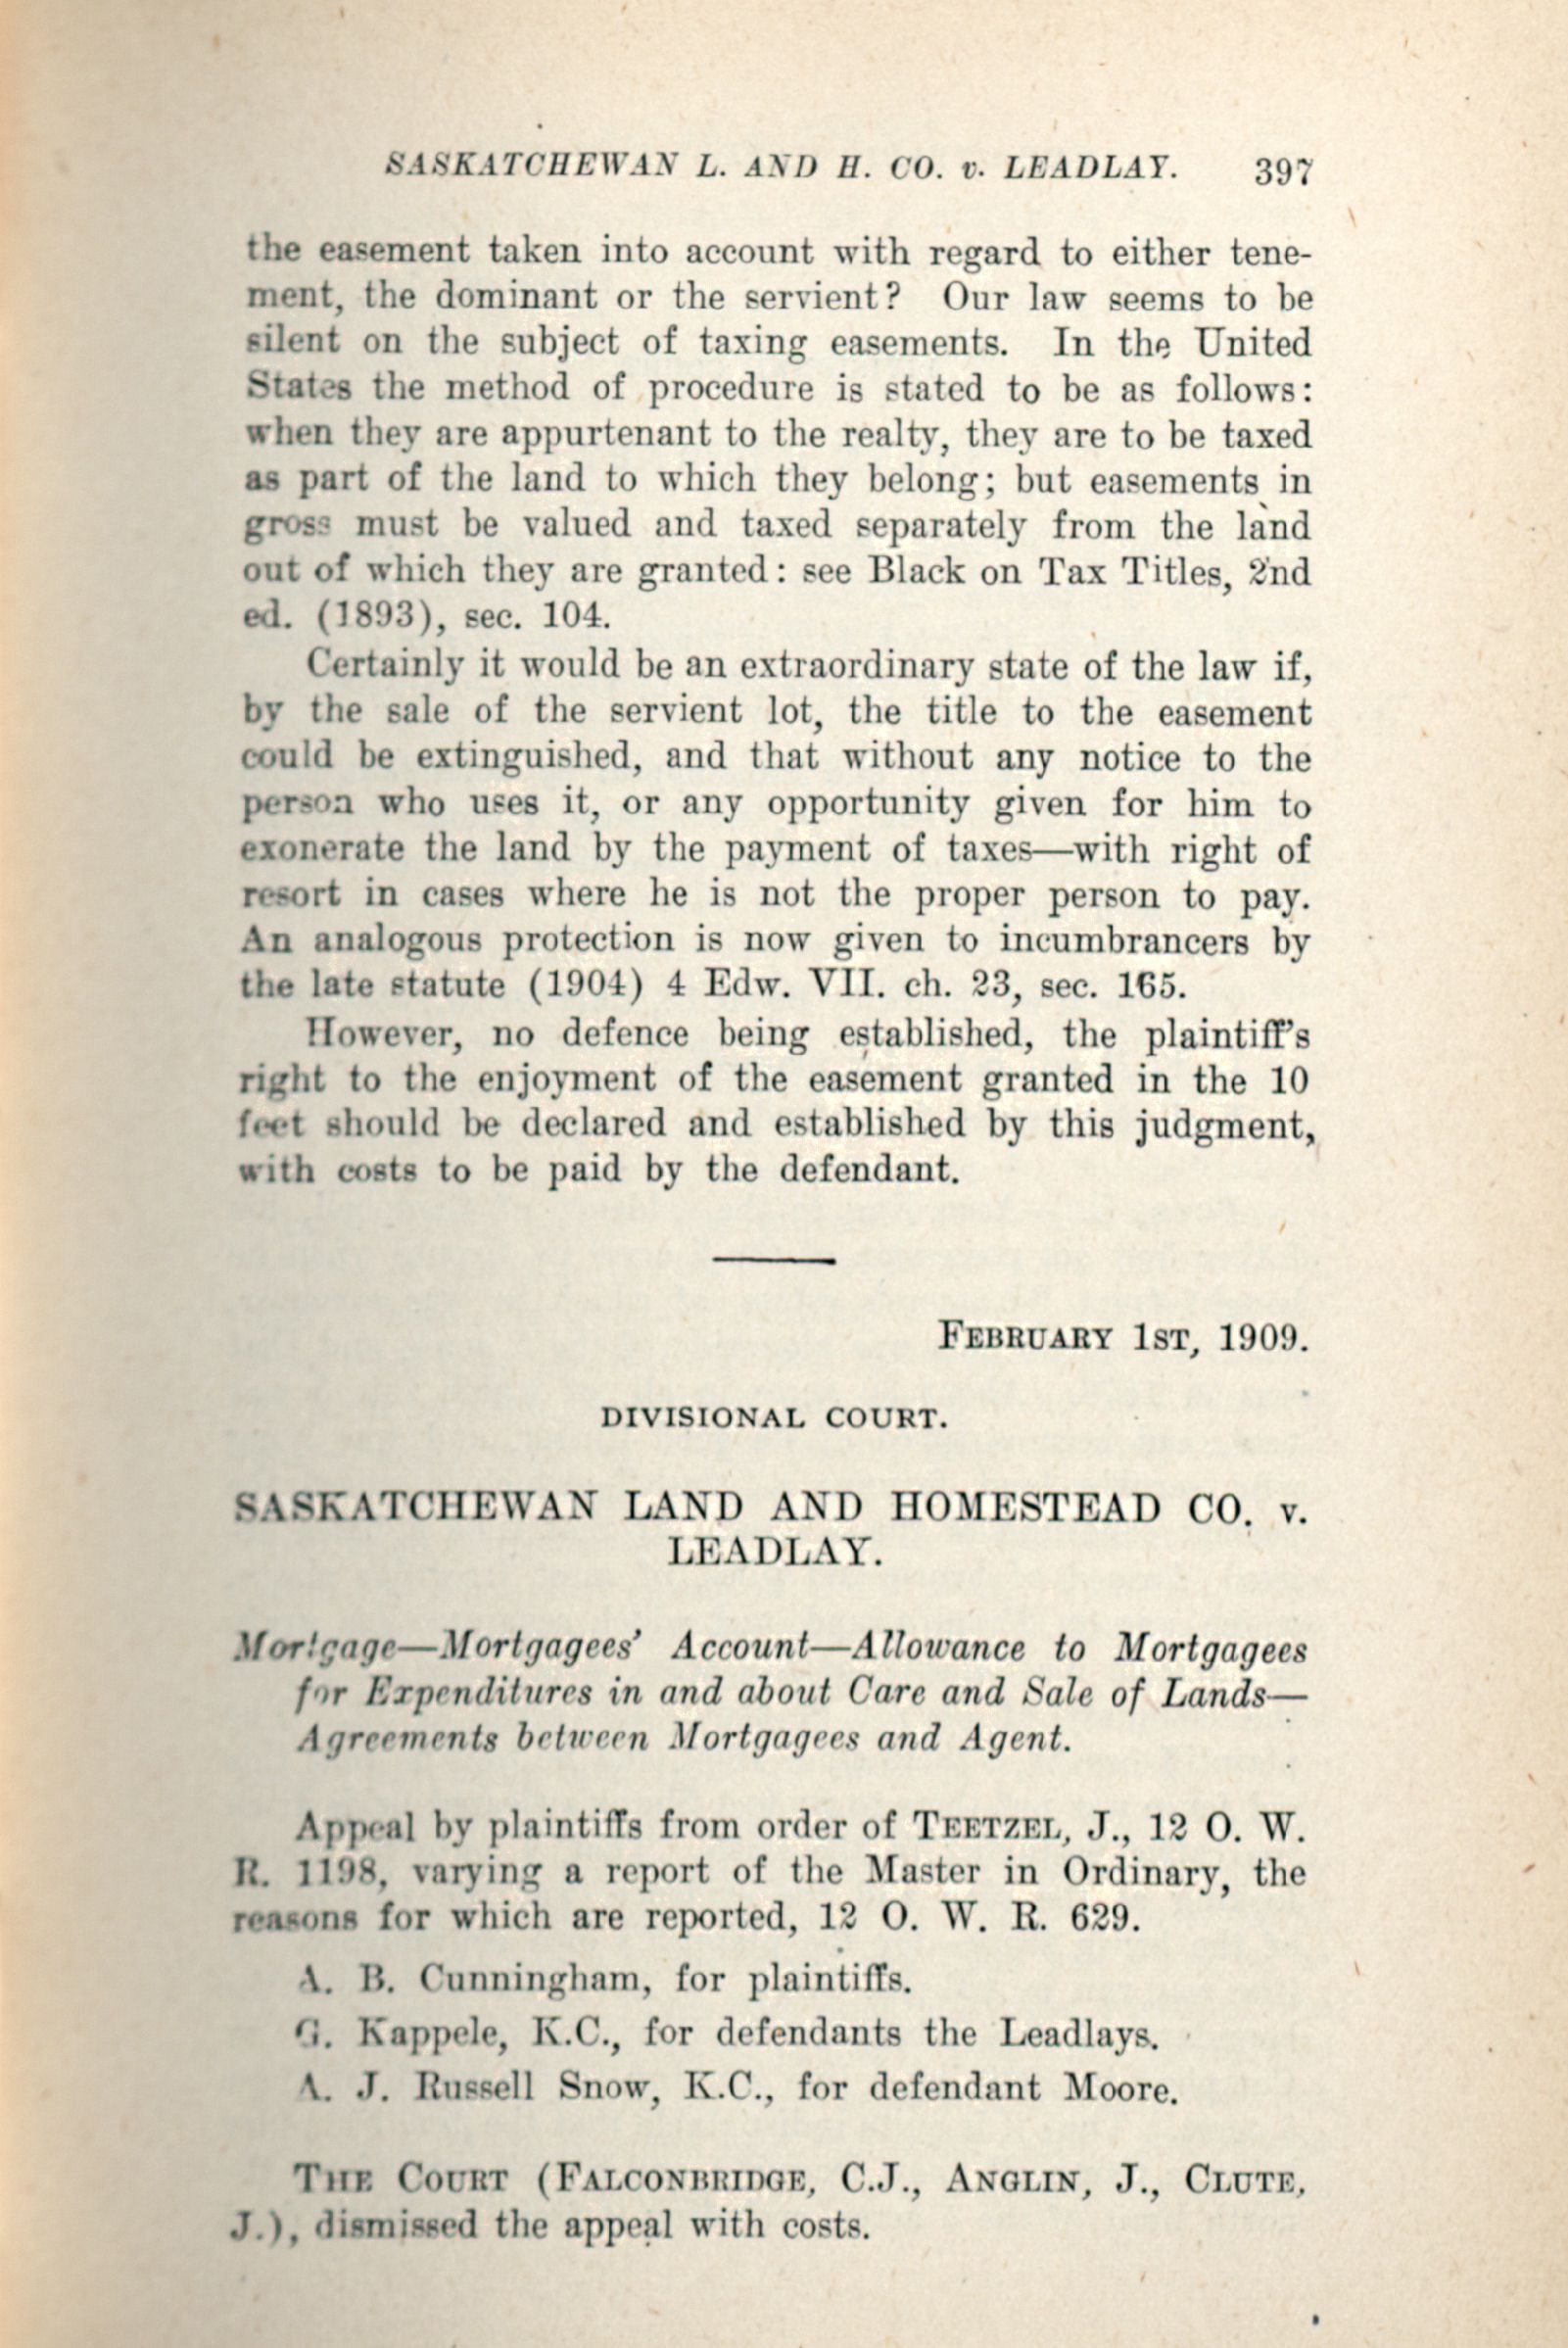 SASKATCHEWAN L. AND H. CO. v. LEADLAY. 397
the easement taken into account with regard to either tene-
ment, the dominant or the servient? Our law seems to be
silent on the subject of taxing easements. In the United
States the method of procedure is stated to be as follows:
when they are appurtenant to the realty, they are to be taxed
as part of the land to which they belong; but easements in
gross must be valued and taxed separately from the land
out of which they are granted: see Black on Tax Titles, 2nd
ed. (1893), sec. 104.
Certainly it would be an extraordinary state of the law if,
by the sale of the servient lot, the title to the easement
could be extinguished, and that without any notice to the
person who uses it, or any opportunity given for him to
exonerate the land by the payment of taxes—with right of
resort in cases where he is not the proper person to pay.
An analogous protection is now given to incumbrancers by
the late statute (1904) 4 Edw. VII. ch. 23, sec. 165.
However, no defence being established, the plaintiff's
right to the enjoyment of the easement granted in the 10
feet should be declared and established by this judgment,
with costs to be paid by the defendant.
FEBRUARY 1ST, 1909.
DIVISIONAL COURT.
SASKATCHEWAN LAND AND HOMESTEAD CO. v.
LEADLAY.
Mortgage—Mortgagees' Account—Allowance to Mortgagees
for Expenditures in and about Care and Sale of Lands—
Agreements between Mortgagees and Agent.
Appeal by plaintiffs from order of TEETZEL, J., 12 O. W.
R. 1198, varying a report of the Master in Ordinary, the
reasons for which are reported, 12 O. W. R. 629.
A. B. Cunningham, for plaintiffs.
G. Kappele, K.C., for defendants the Leadlays.
A. J. Russell Snow, K.C., for defendant Moore.
THE COURT (FALCONBRIDGE, C.J., ANGLIN, J., CLUTE,
J.), dismissed the appeal with costs.